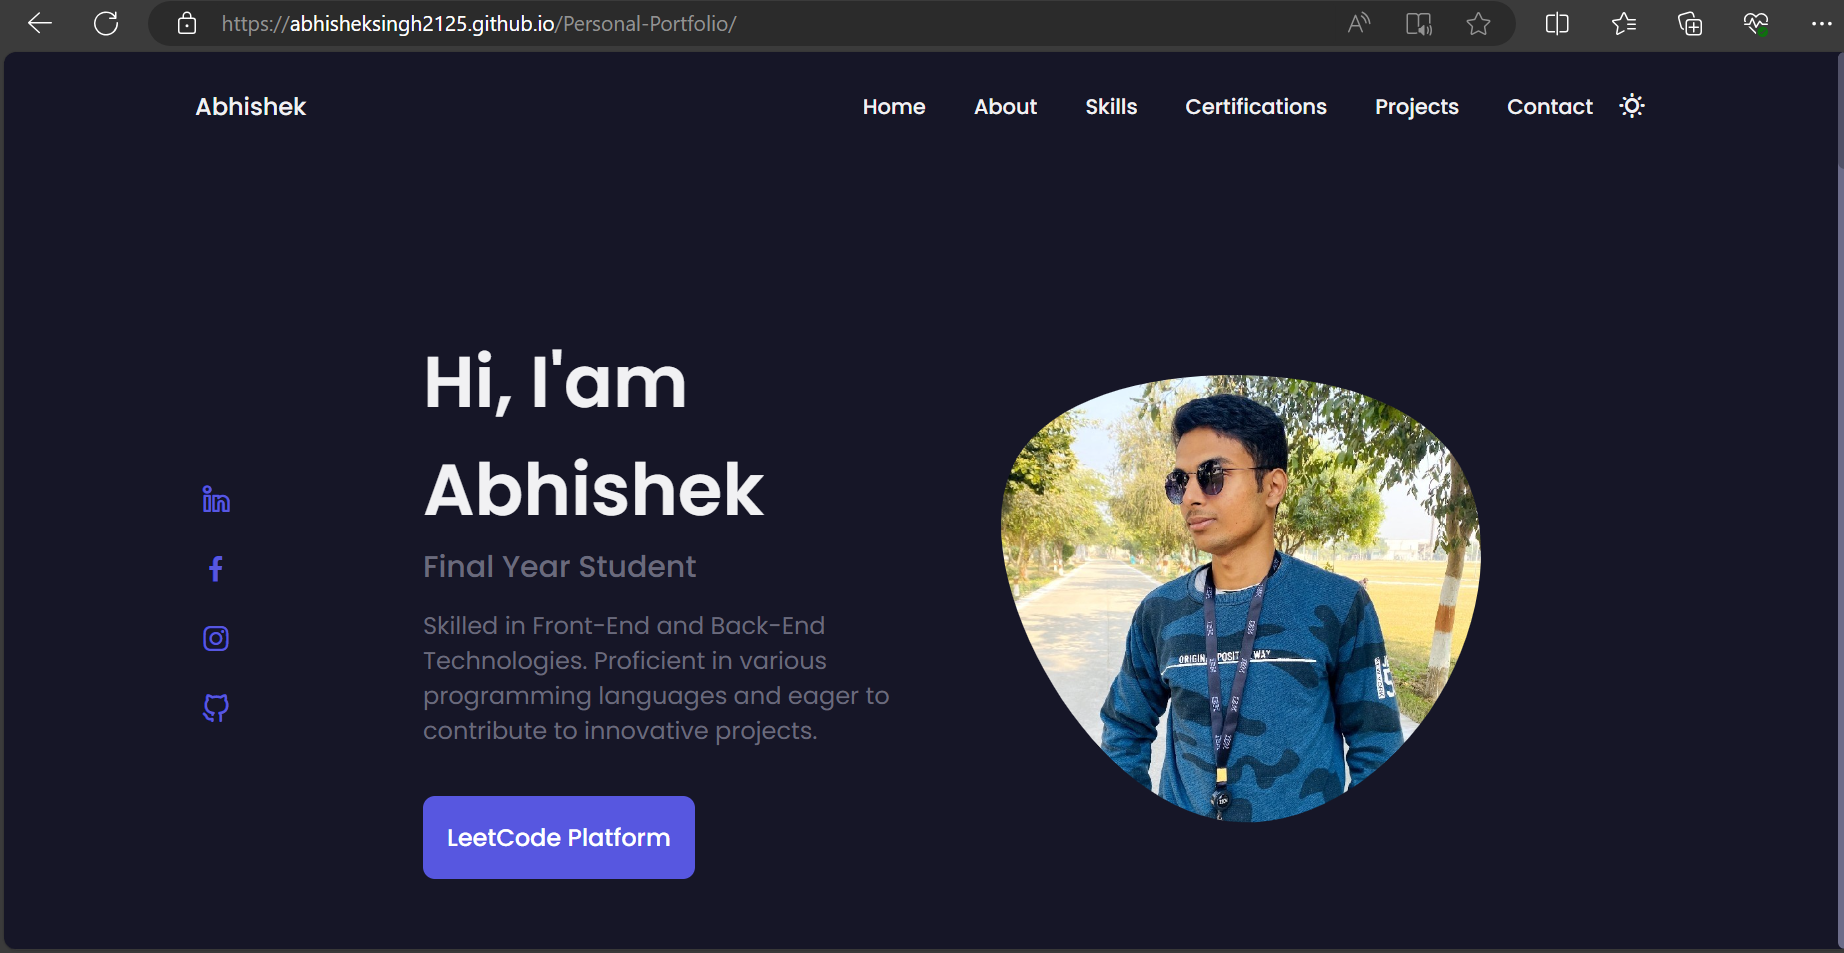 https://abhisheksingh2125.github.io/Personal-Portfolio/
Abhishek
Home About Skills Certifications Projects Contact
Hi, I'am
Abhishek
Final Year Student
Skilled in Front-End and Back-End
Technologies. Proficient in various
programming languages and eager to
contribute to innovative projects.
LeetCode Platform